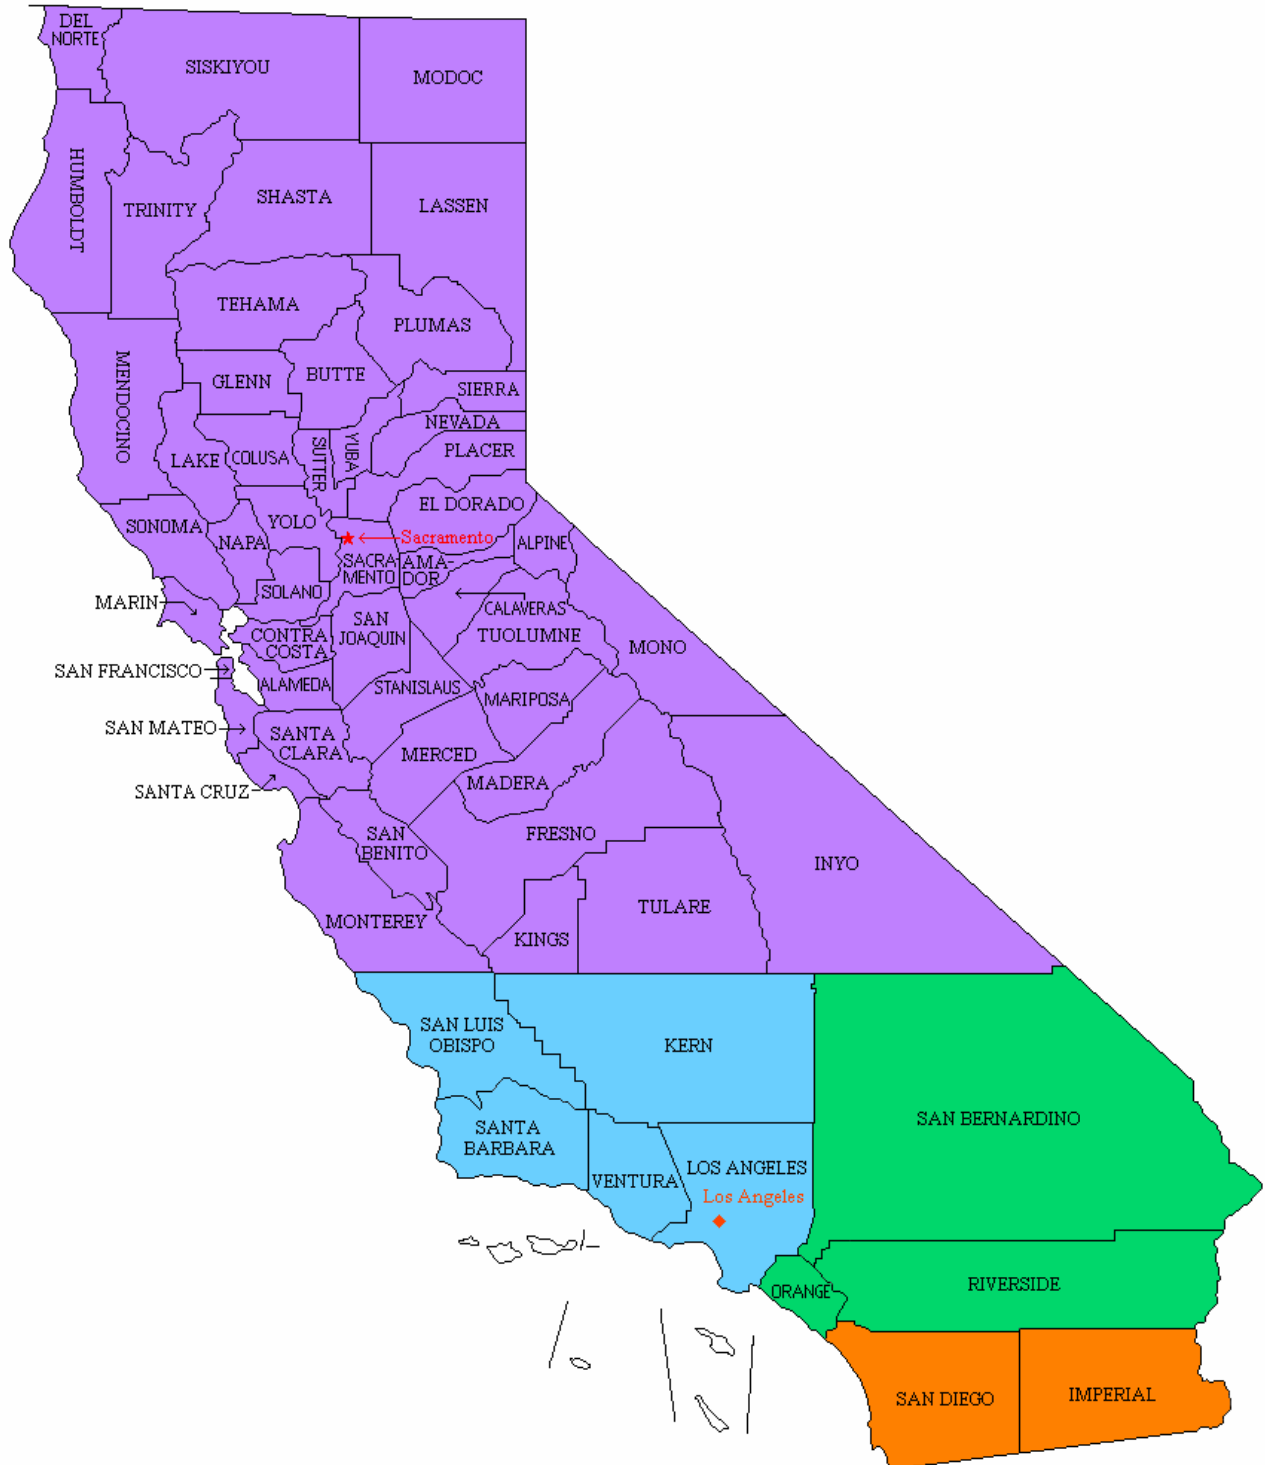 DEL
NORTE
SISKIYOU
MODOC
HUMBOLDT
TRINITY
SHASTA
LASSEN
TEHAMA
PLUMAS
MENDOCINO
GLENN
BUTTE
SIERRA
NEVADA
PLACER
LAKE
COLUSA
SUTTER
YUBA
EL DORADO
SONOMA
NAPA
YOLO
Sacramento
ALPINE
SACRA-
MENTO
AMA-
DOR
SOLANO
MARIN
CALAVERAS
CONTRA
COSTA
SAN
JOAQUIN
TUOLUMNE
MONO
SAN FRANCISCO
ALAMEDA
STANISLAUS
MARIPOSA
SAN MATEO
SANTA
CLARA
MERCED
MADERA
SANTA CRUZ
SAN
BENITO
FRESNO
INYO
MONTEREY
KINGS
TULARE
SAN LUIS
OBISPO
KERN
SAN BERNARDINO
SANTA
BARBARA
VENTURA
LOS ANGELES
Los Angeles
ORANGE
RIVERSIDE
SAN DIEGO
IMPERIAL